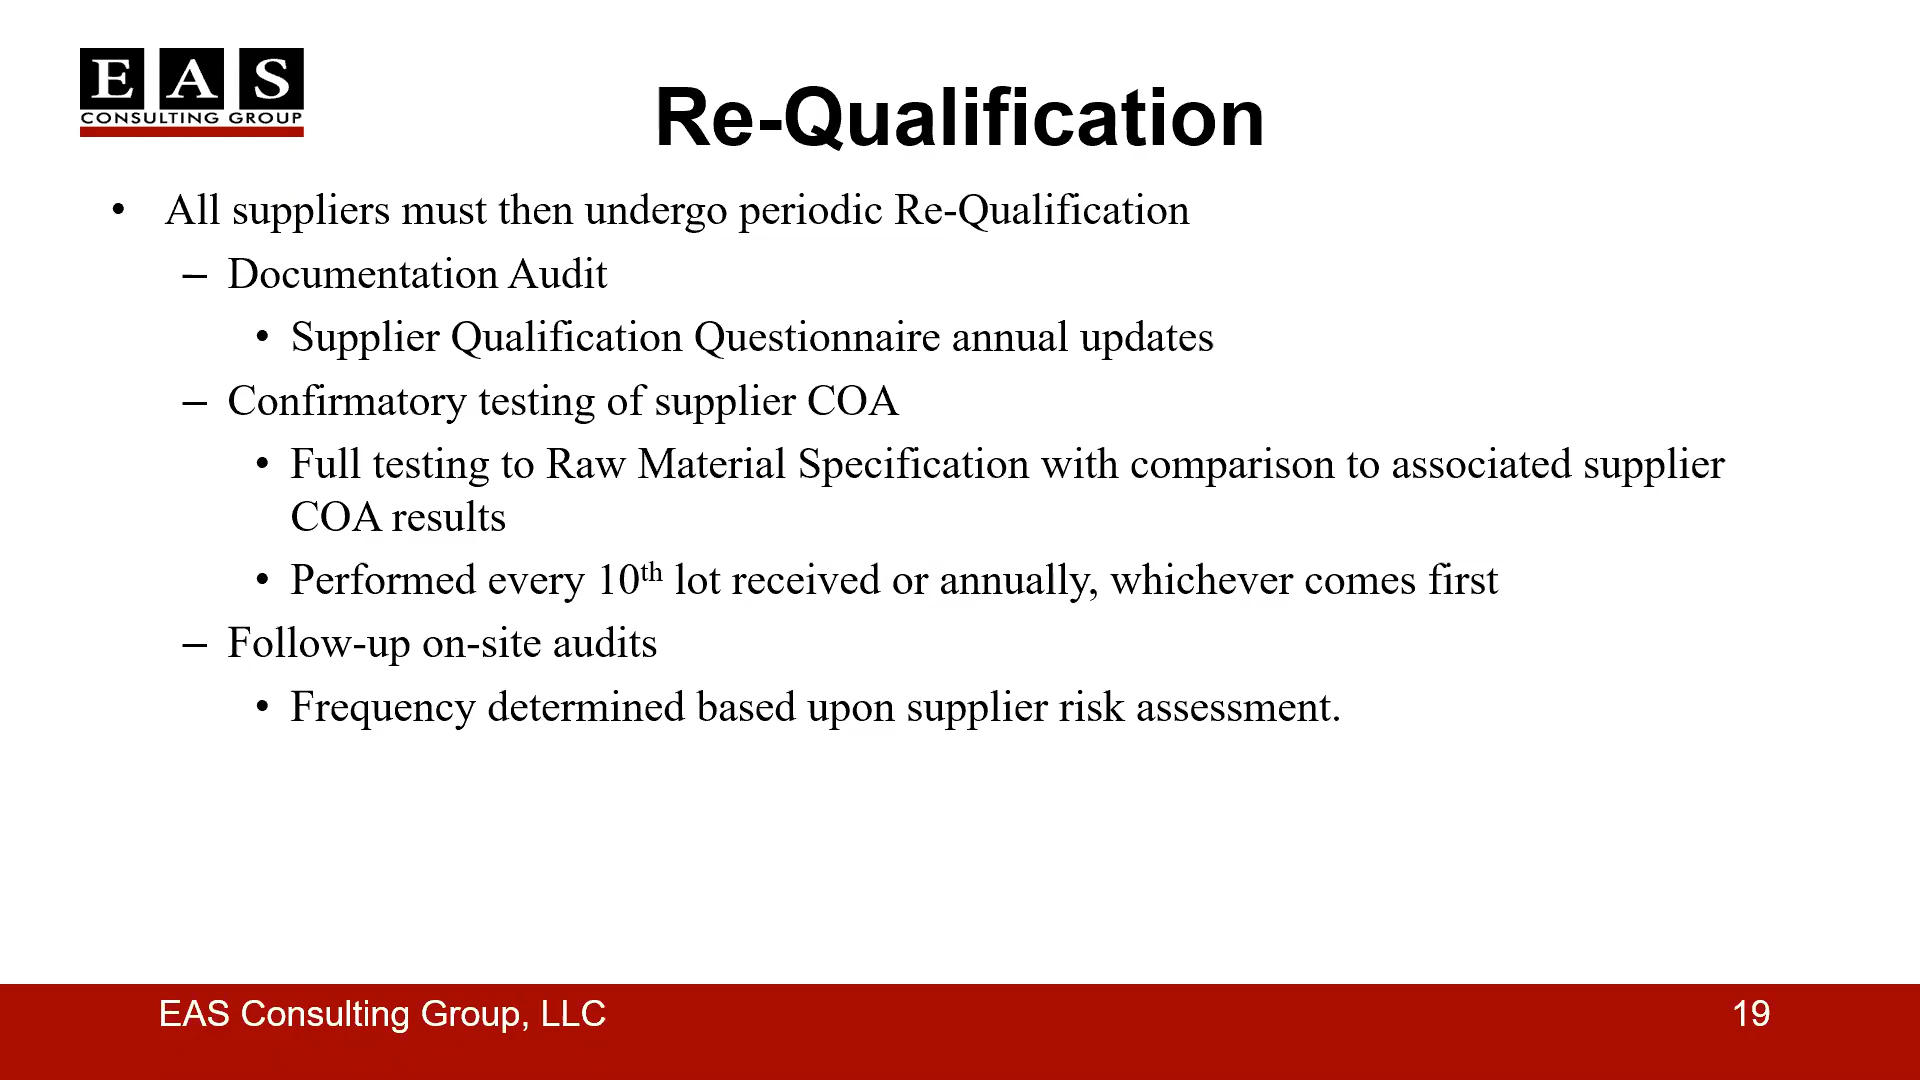 EAS
CONSULTING GROUP
Re-Qualification
• All suppliers must then undergo periodic Re-Qualification
– Documentation Audit
• Supplier Qualification Questionnaire annual updates
– Confirmatory testing of supplier COA
• Full testing to Raw Material Specification with comparison to associated supplier
COA results
• Performed every 10th lot received or annually, whichever comes first
– Follow-up on-site audits
• Frequency determined based upon supplier risk assessment.
EAS Consulting Group, LLC
19